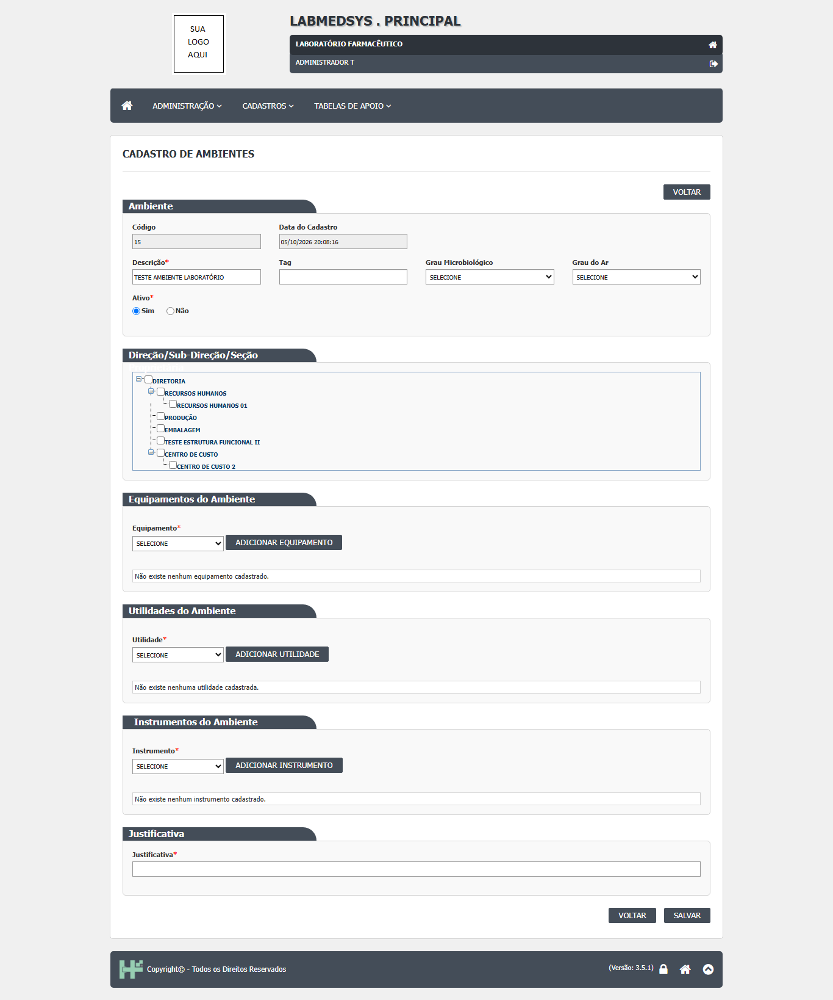 SUA
LOGO
AQUI
LABMEDSYS . PRINCIPAL
LABORATÓRIO FARMACÊUTICO
ADMINISTRADOR T
ADMINISTRAÇÃO CADASTROS TABELAS DE APOIO
CADASTRO DE AMBIENTES
VOLTAR
Ambiente
Código Data do Cadastro
15 05/10/2026 20:08:16
Descrição* Tag Grau Microbiológico Grau do Ar
TESTE AMBIENTE LABORATÓRIO SELECIONE SELECIONE
Ativo*
Sim Não
Direção/Sub-Direção/Seção
DIRETORIA
RECURSOS HUMANOS
RECURSOS HUMANOS 01
PRODUÇÃO
EMBALAGEM
TESTE ESTRUTURA FUNCIONAL II
CENTRO DE CUSTO
CENTRO DE CUSTO 2
Equipamentos do Ambiente
Equipamento*
SELECIONE ADICIONAR EQUIPAMENTO
Não existe nenhum equipamento cadastrado.
Utilidades do Ambiente
Utilidade*
SELECIONE ADICIONAR UTILIDADE
Não existe nenhuma utilidade cadastrada.
Instrumentos do Ambiente
Instrumento*
SELECIONE ADICIONAR INSTRUMENTO
Não existe nenhum instrumento cadastrado.
Justificativa
Justificativa*
VOLTAR SALVAR
Copyright© - Todos os Direitos Reservados (Versão: 3.5.1)